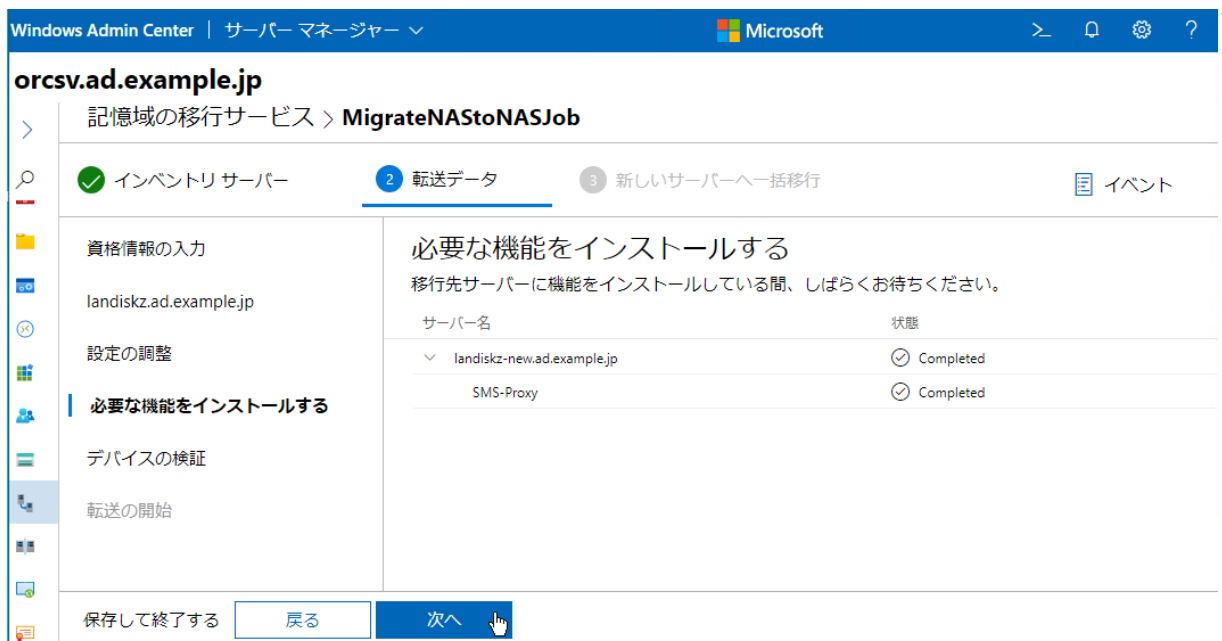 Windows Admin Center | サーバー マネージャー
Microsoft
orcsv.ad.example.jp
記憶域の移行サービス > MigrateNAStoNASJob
インベントリ サーバー
2 転送データ
3 新しいサーバーへ一括移行
イベント
資格情報の入力
landiskz.ad.example.jp
設定の調整
必要な機能をインストールする
デバイスの検証
転送の開始
必要な機能をインストールする
移行先サーバーに機能をインストールしている間、しばらくお待ちください。
サーバー名 状態
landiskz-new.ad.example.jp Completed
SMS-Proxy Completed
保存して終了する 戻る 次へ